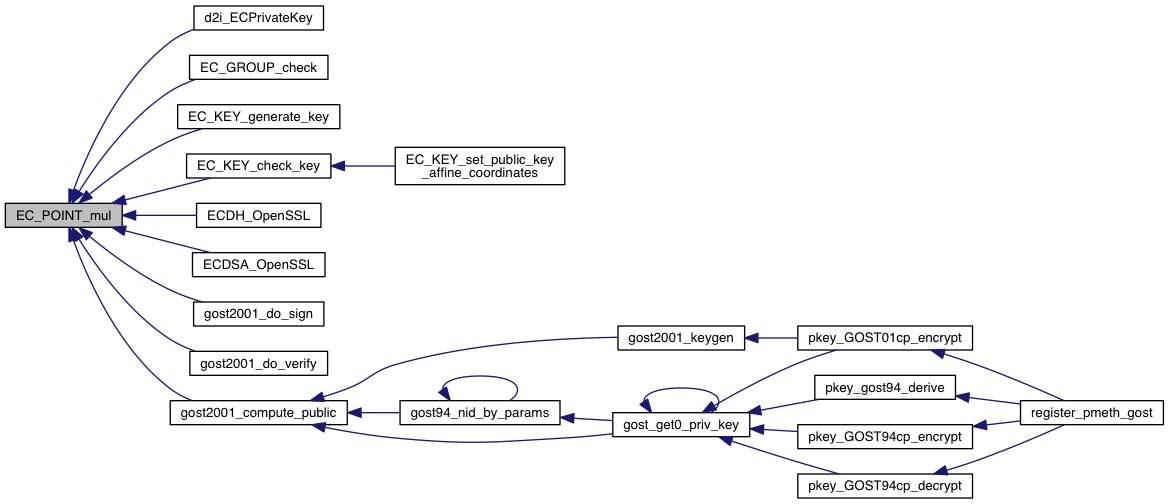 d2i_ECPrivateKey
EC_GROUP_check
EC_KEY_generate_key
EC_KEY_check_key
EC_KEY_set_public_key
_affine_coordinates
EC_POINT_mul
ECDH_OpenSSL
ECDSA_OpenSSL
gost2001_do_sign
gost2001_do_verify
gost2001_compute_public
gost2001_keygen
pkey_GOST01cp_encrypt
gost94_nid_by_params
gost_get0_priv_key
pkey_gost94_derive
register_pmeth_gost
pkey_GOST94cp_encrypt
pkey_GOST94cp_decrypt